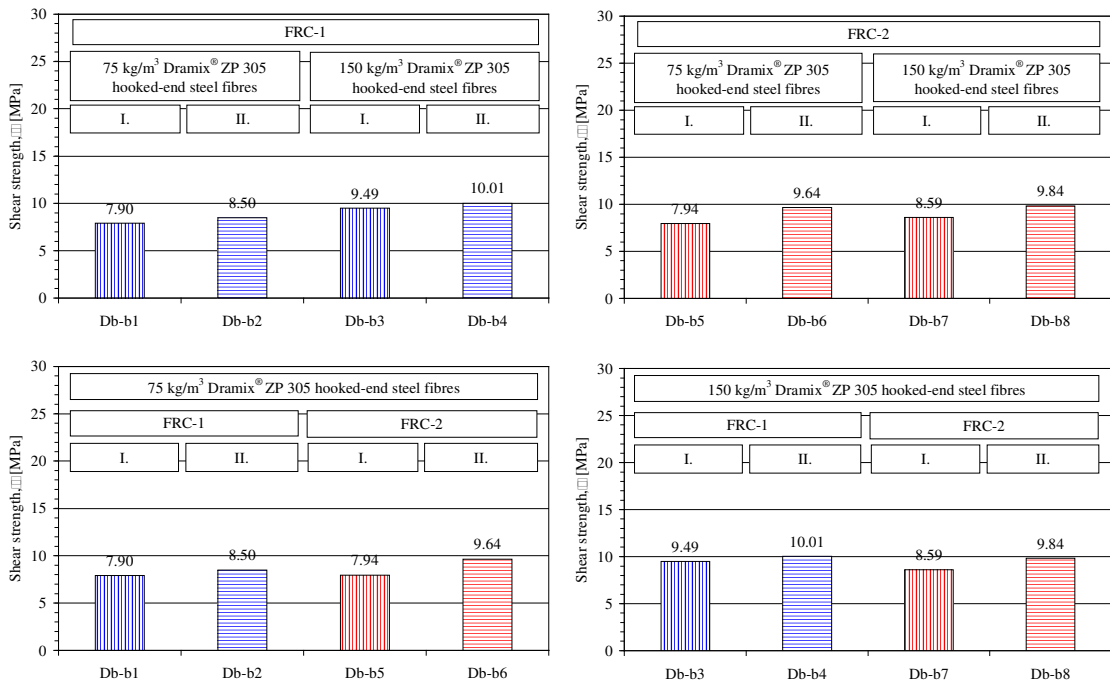 FRC-1
75 kg/m³ Dramix® ZP 305
hooked-end steel fibres
150 kg/m³ Dramix® ZP 305
hooked-end steel fibres
I.
II.
I.
II.
Shear strength, [MPa]
30
25
20
15
10
5
0
7.90
8.50
9.49
10.01
Db-b1
Db-b2
Db-b3
Db-b4
FRC-2
75 kg/m³ Dramix® ZP 305
hooked-end steel fibres
150 kg/m³ Dramix® ZP 305
hooked-end steel fibres
I.
II.
I.
II.
Shear strength, [MPa]
30
25
20
15
10
5
0
7.94
9.64
8.59
9.84
Db-b5
Db-b6
Db-b7
Db-b8
75 kg/m³ Dramix® ZP 305 hooked-end steel fibres
FRC-1
FRC-2
I.
II.
I.
II.
Shear strength, [MPa]
30
25
20
15
10
5
0
7.90
8.50
7.94
9.64
Db-b1
Db-b2
Db-b5
Db-b6
150 kg/m³ Dramix® ZP 305 hooked-end steel fibres
FRC-1
FRC-2
I.
II.
I.
II.
Shear strength, [MPa]
30
25
20
15
10
5
0
9.49
10.01
8.59
9.84
Db-b3
Db-b4
Db-b7
Db-b8